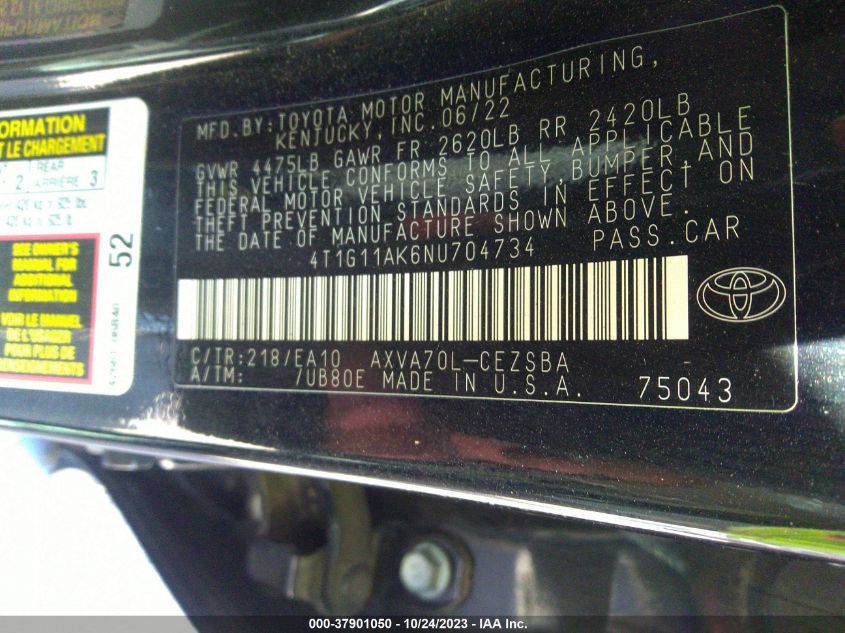 MFD. BY: TOYOTA MOTOR MANUFACTURING,
KENTUCKY, INC. 06/22
GVWR 4475LB GAWR FR 2620LB RR 2420LB
THIS VEHICLE CONFORMS TO ALL APPLICABLE
FEDERAL MOTOR VEHICLE SAFETY, BUMPER, AND
THEFT PREVENTION STANDARDS IN EFFECT ON
THE DATE OF MANUFACTURE SHOWN ABOVE.
4T1G11AK6NU704734 PASS. CAR
C/TR: 218/EA10 AXVA70L-CEZSBA
A/TM: /UB80E MADE IN U.S.A. 75043
ORMATION
T LE CHARGEMENT
2 REAR
ARRIÈRE 3
SEE OWNER'S
MANUAL FOR
ADDITIONAL
INFORMATION
VOIR LE MANUEL
DE L'USAGER
POUR PLUS DE
52
000-37901050 - 10/24/2023 - IAA Inc.